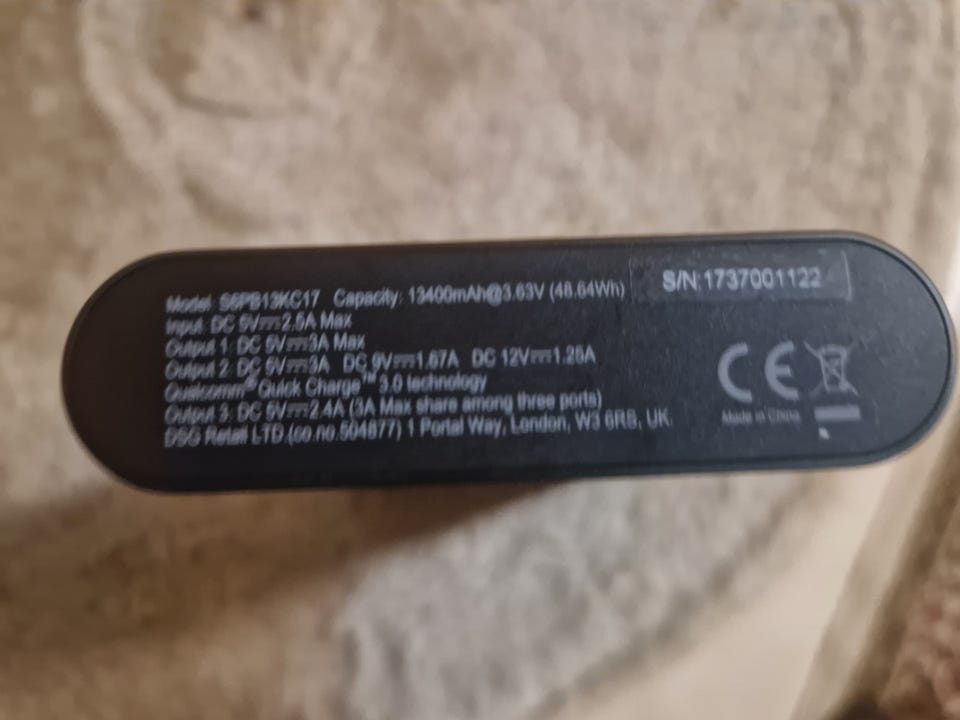 Model: S6PB13KC17 Capacity: 13400mAh@3.63V (48.64Wh)
S/N:1737001122
Input: DC 5V⎓2.5A Max
Output 1: DC 5V⎓3A Max
Output 2: DC 5V⎓3A DC 9V⎓1.67A DC 12V⎓1.25A
Qualcomm® Quick Charge™ 3.0 technology
Output 3: DC 5V⎓2.4A (3A Max share among three ports)
DSG Retail LTD (co.no.504877) 1 Portal Way, London, W3 6RS, UK
CE
Made in China